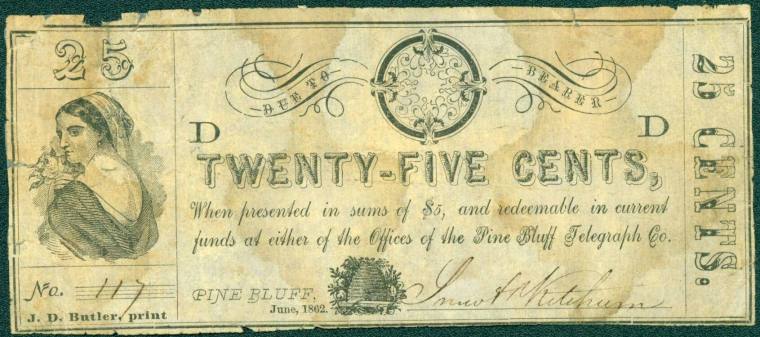 25
DUE TO BEARER
D D
TWENTY-FIVE CENTS,
When presented in sums of $5, and redeemable in current
funds at either of the Offices of the Pine Bluff Telegraph Co.
No. 117
PINE BLUFF,
June, 1862.
J. D. Butler, print
25 CENTS.